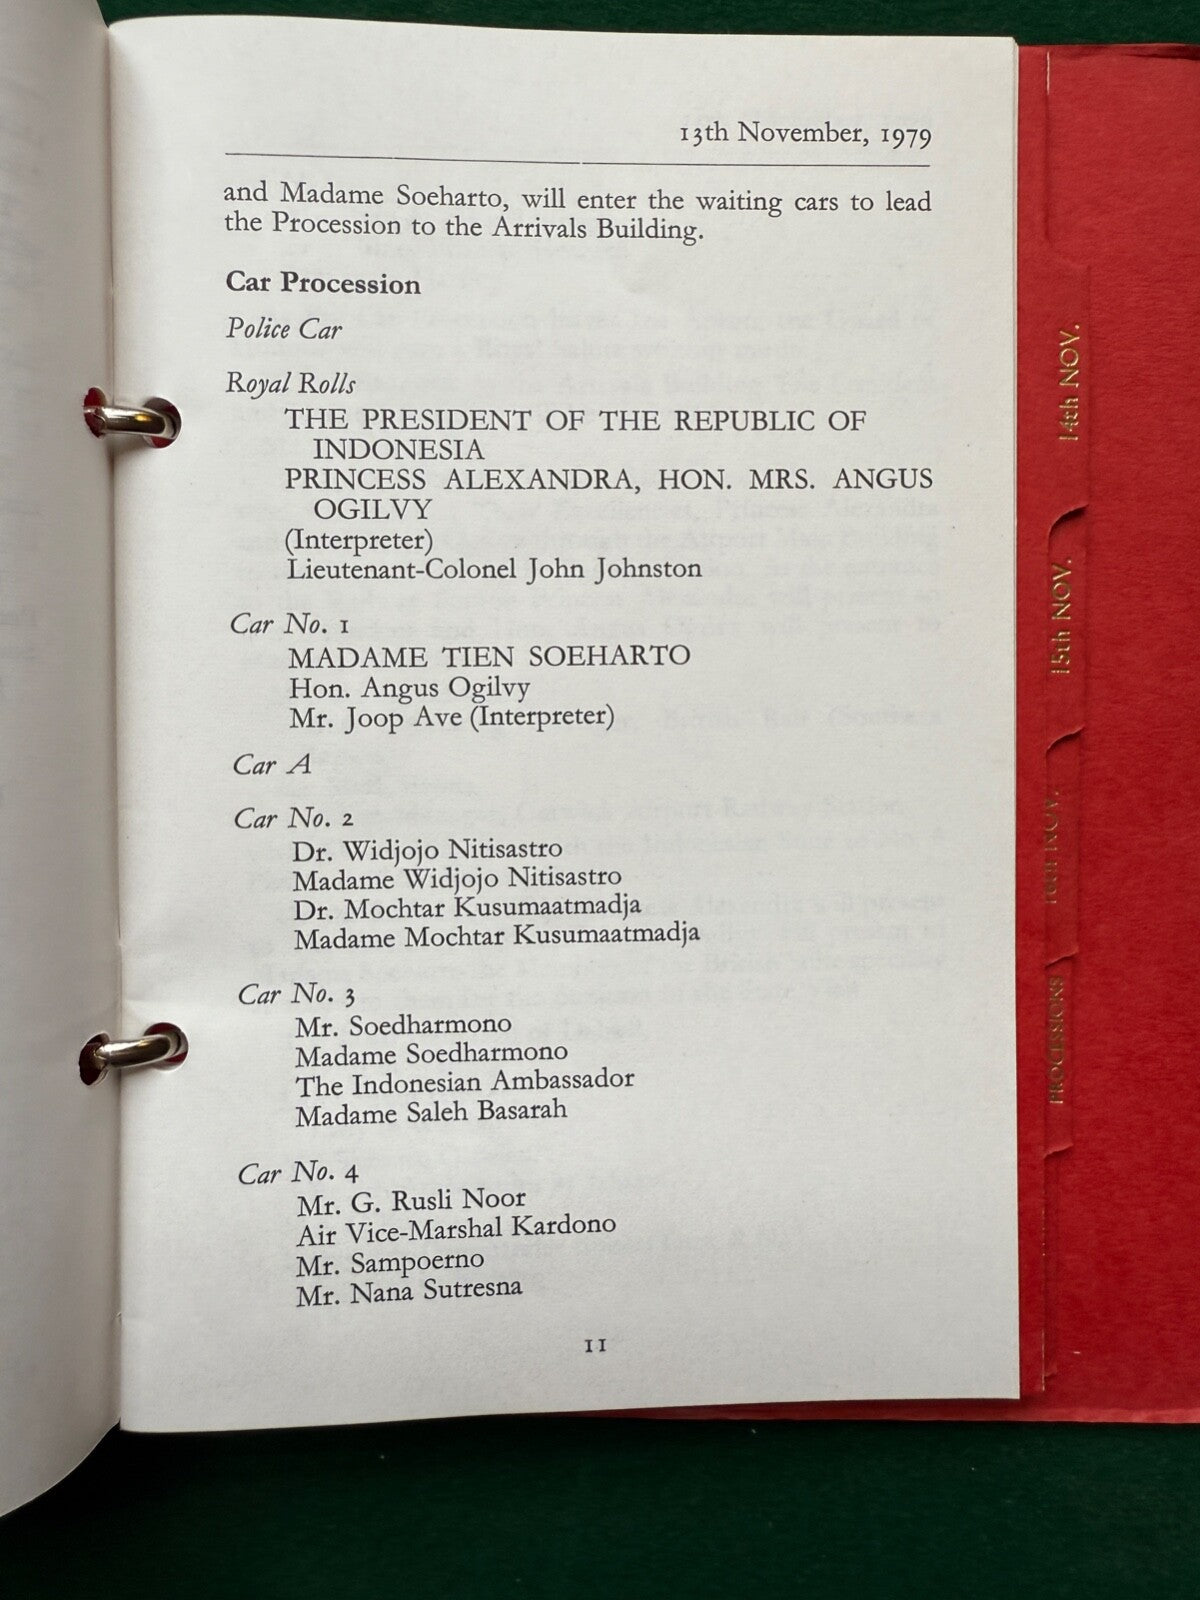 13th November, 1979
and Madame Soeharto, will enter the waiting cars to lead
the Procession to the Arrivals Building.
Car Procession
Police Car
Royal Rolls
THE PRESIDENT OF THE REPUBLIC OF
INDONESIA
PRINCESS ALEXANDRA, HON. MRS. ANGUS
OGILVY
(Interpreter)
Lieutenant-Colonel John Johnston
Car No. 1
MADAME TIEN SOEHARTO
Hon. Angus Ogilvy
Mr. Joop Ave (Interpreter)
Car A
Car No. 2
Dr. Widjojo Nitisastro
Madame Widjojo Nitisastro
Dr. Mochtar Kusumaatmadja
Madame Mochtar Kusumaatmadja
Car No. 3
Mr. Soedharmono
Madame Soedharmono
The Indonesian Ambassador
Madame Saleh Basarah
Car No. 4
Mr. G. Rusli Noor
Air Vice-Marshal Kardono
Mr. Sampoerno
Mr. Nana Sutresna
11
14th NOV.
15th NOV.
16th NOV.
PROCESSIONS